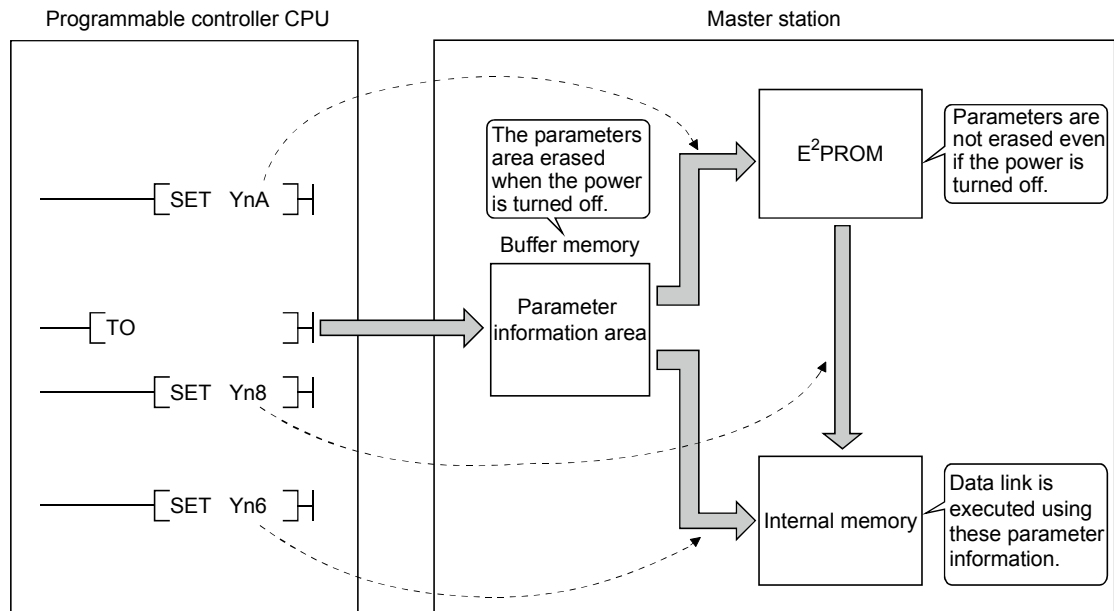 Programmable controller CPU
Master station
SET YnA
TO
SET Yn8
SET Yn6
The parameters
area erased
when the power
is turned off.
Buffer memory
Parameter
information area
E²PROM
Parameters are
not erased even
if the power is
turned off.
Internal memory
Data link is
executed using
these parameter
information.